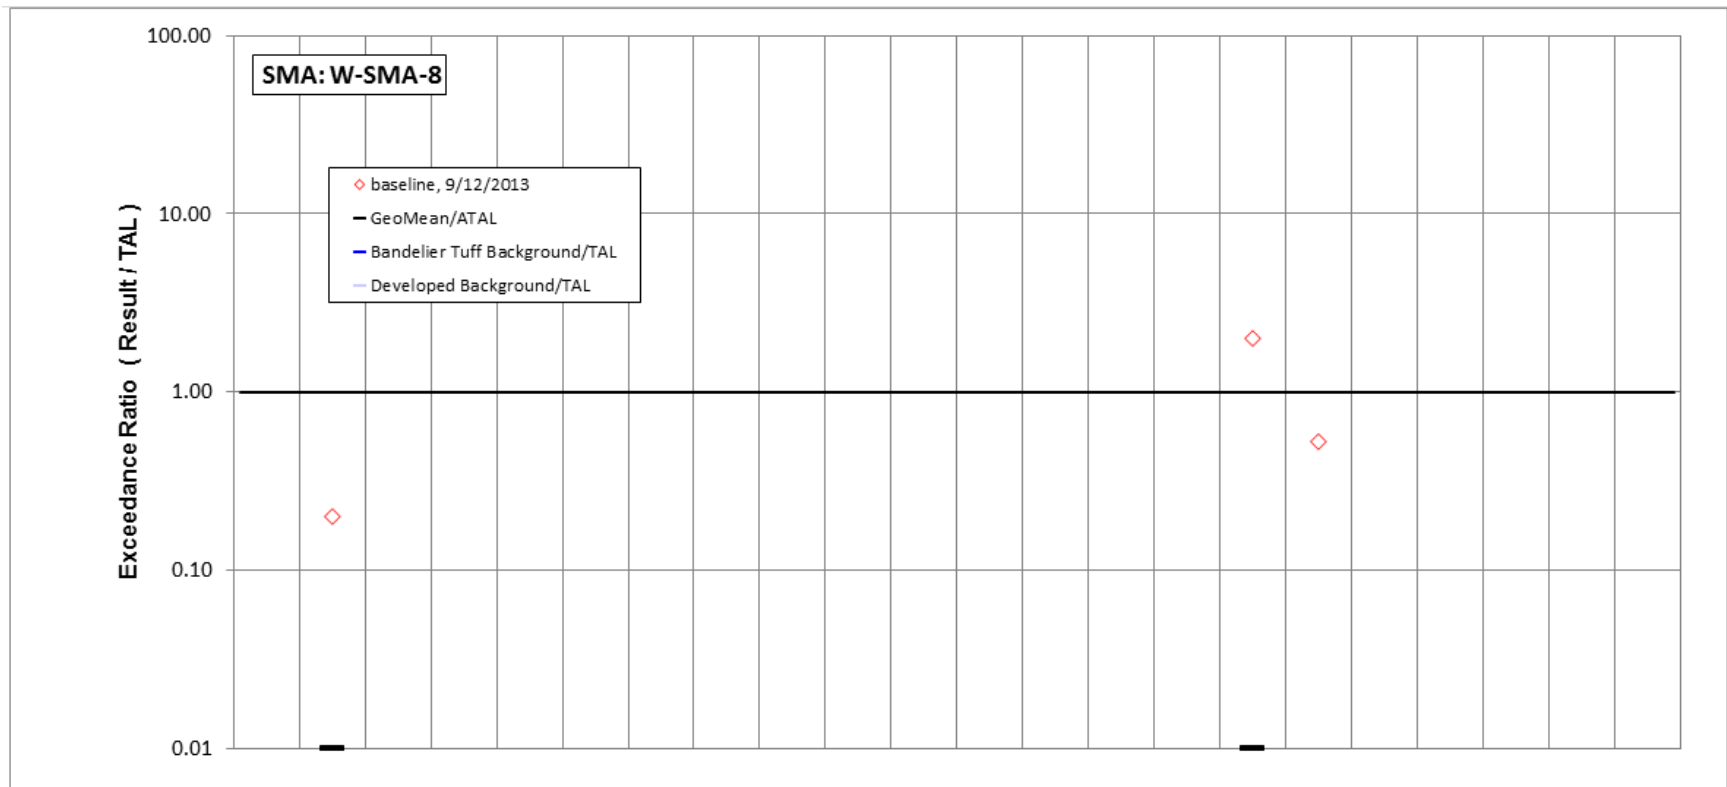 100.00
SMA: W-SMA-8
baseline, 9/12/2013
10.00
GeoMean/ATAL
Bandelier Tuff Background/TAL
Developed Background/TAL
Exceedance Ratio ( Result / TAL )
1.00
0.10
0.01